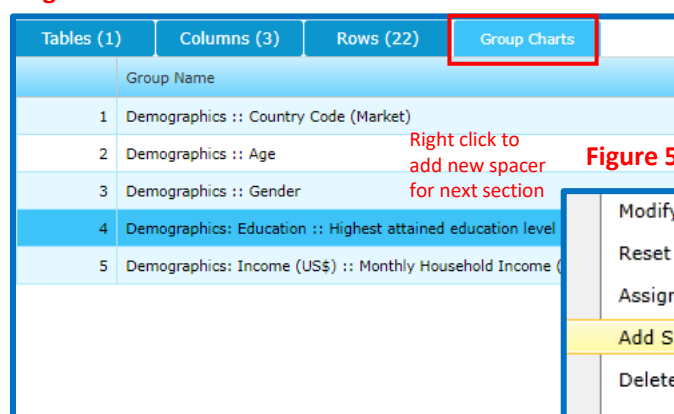 Tables (1) Columns (3) Rows (22) Group Charts
Group Name
1 Demographics :: Country Code (Market)
2 Demographics :: Age
3 Demographics :: Gender
4 Demographics: Education :: Highest attained education level
5 Demographics: Income (US$) :: Monthly Household Income (
Right click to
add new spacer
for next section
Figure 5
Modify
Reset
Assign
Add S
Delete